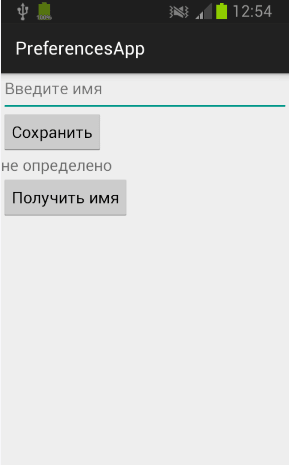 12:54
PreferencesApp
Введите имя
Сохранить
не определено
Получить имя